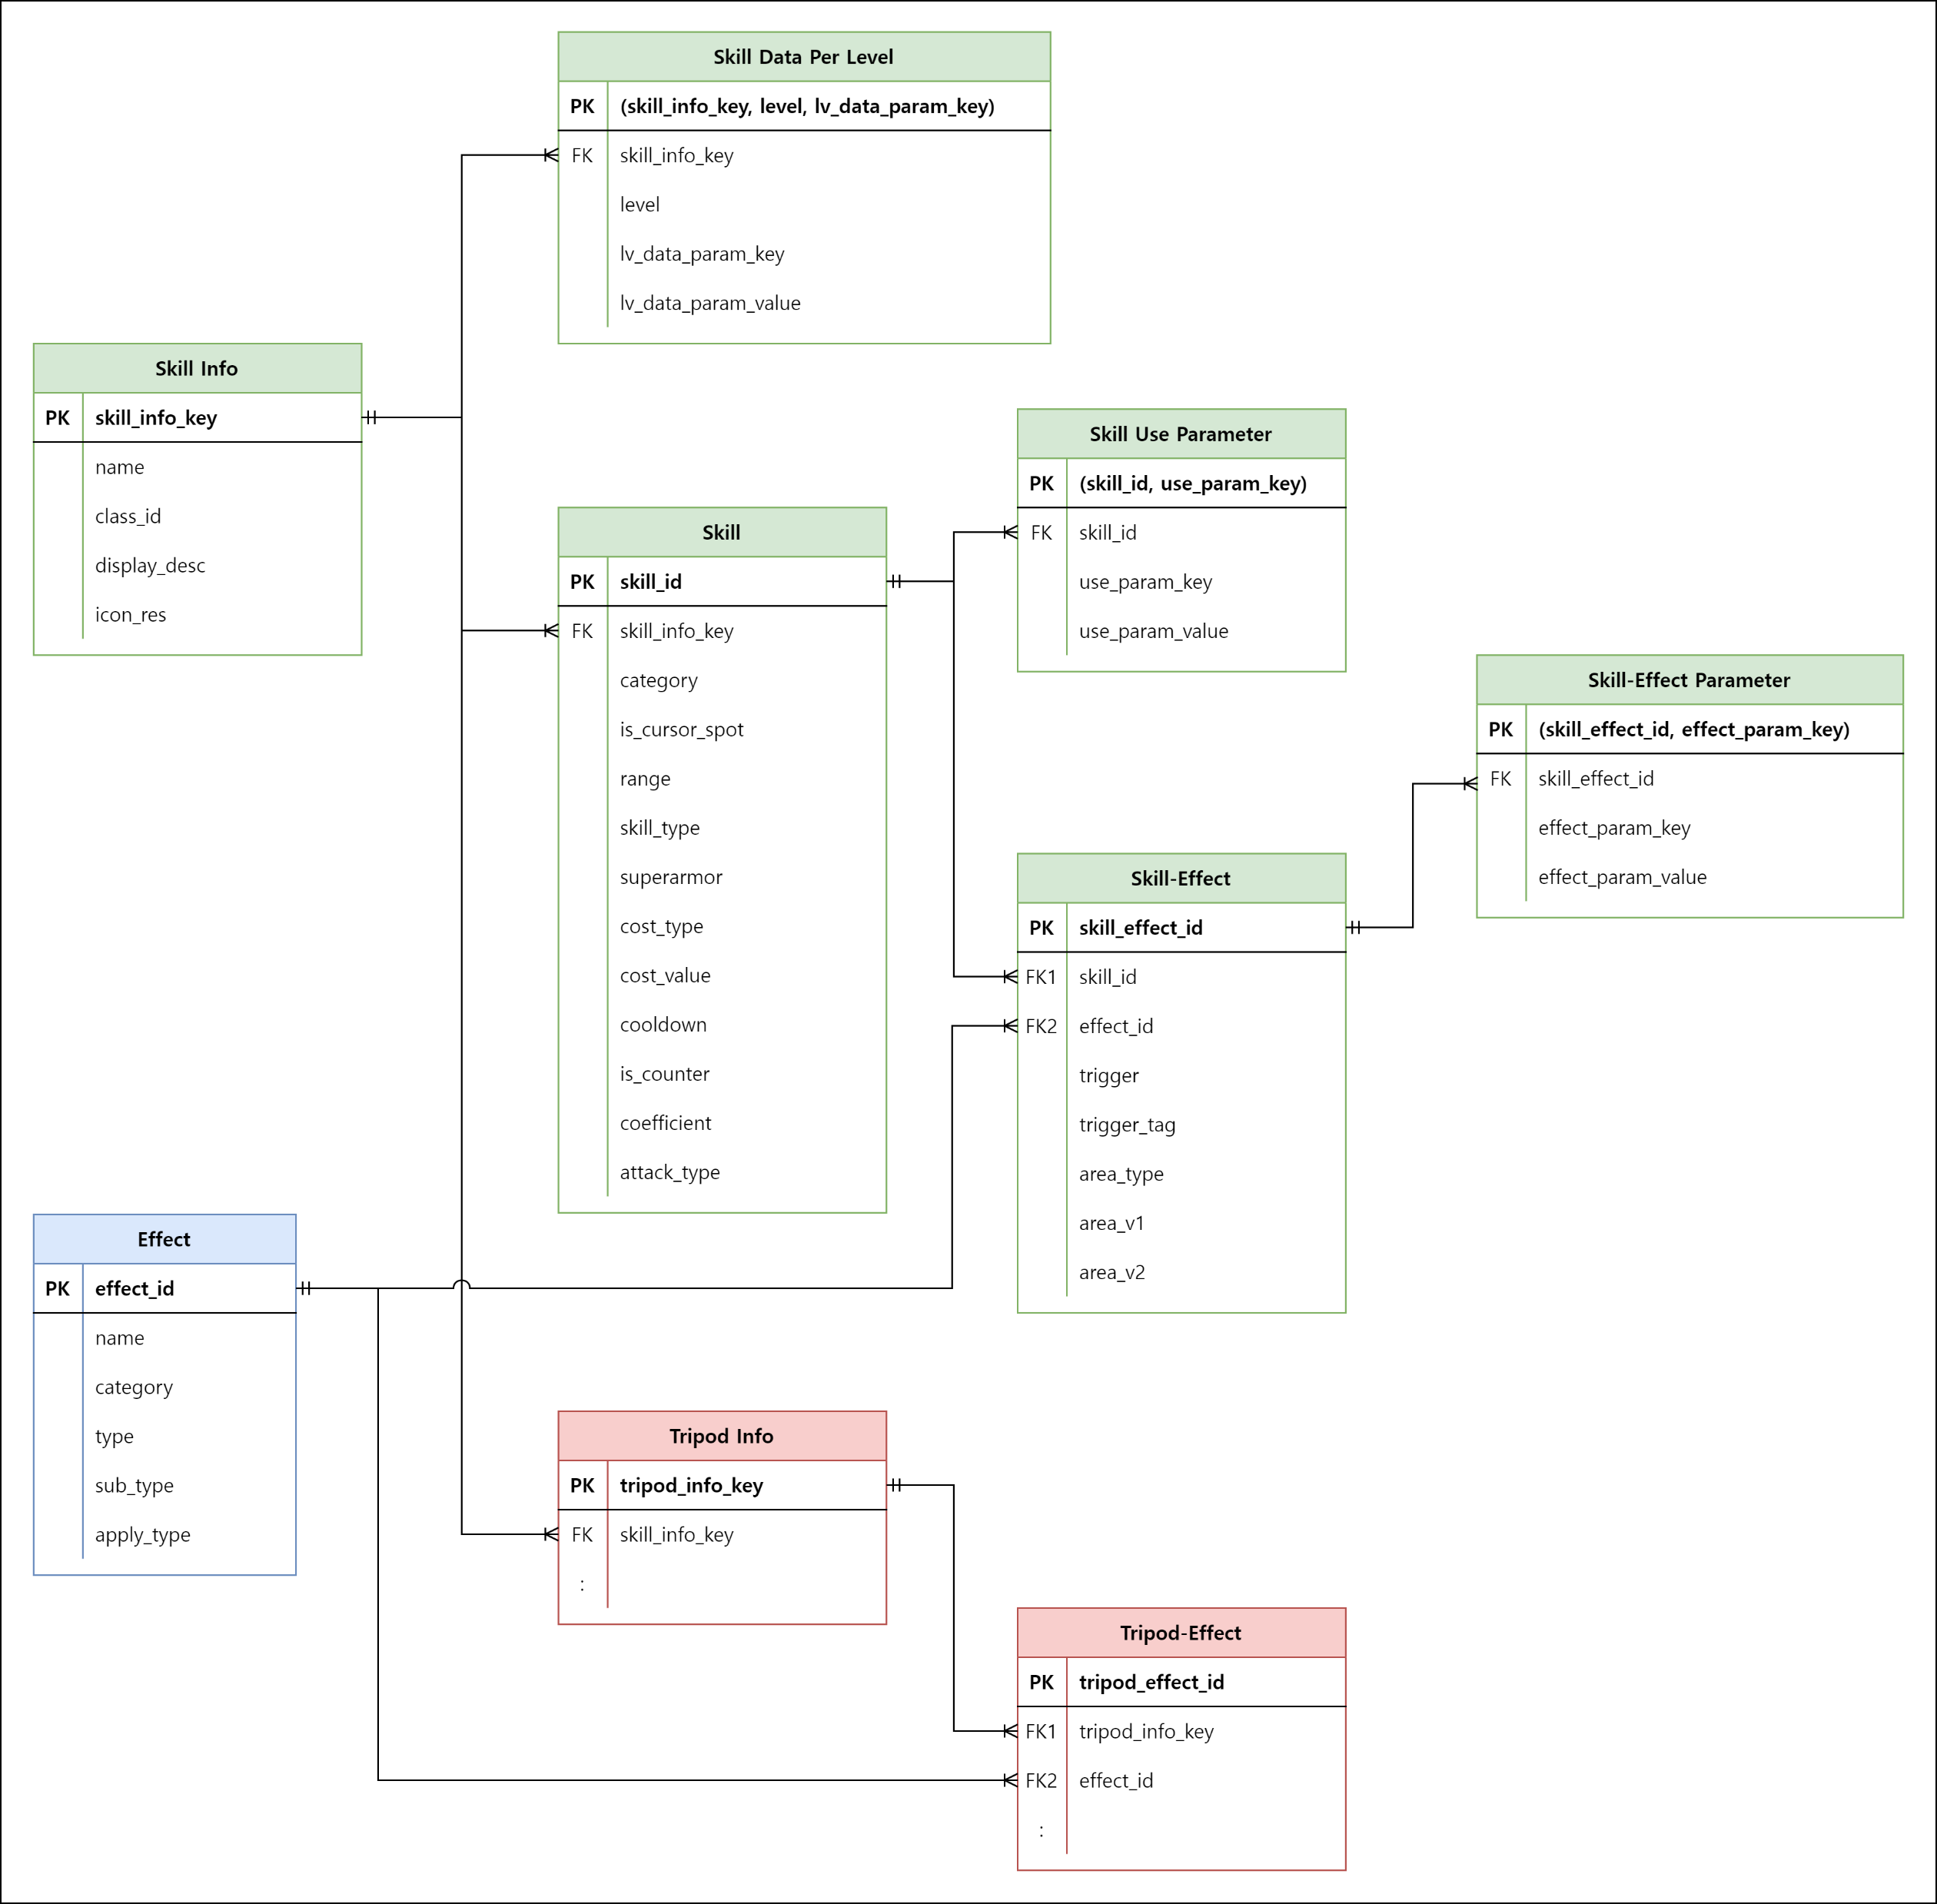 Skill Data Per Level
PK (skill_info_key, level, lv_data_param_key)
FK skill_info_key
level
lv_data_param_key
lv_data_param_value
Skill Info
PK skill_info_key
name
class_id
display_desc
icon_res
Skill Use Parameter
PK (skill_id, use_param_key)
FK skill_id
use_param_key
use_param_value
Skill
PK skill_id
FK skill_info_key
category
is_cursor_spot
range
skill_type
superarmor
cost_type
cost_value
cooldown
is_counter
coefficient
attack_type
Skill-Effect Parameter
PK (skill_effect_id, effect_param_key)
FK skill_effect_id
effect_param_key
effect_param_value
Skill-Effect
PK skill_effect_id
FK1 skill_id
FK2 effect_id
trigger
trigger_tag
area_type
area_v1
area_v2
Effect
PK effect_id
name
category
type
sub_type
apply_type
Tripod Info
PK tripod_info_key
FK skill_info_key
:
Tripod-Effect
PK tripod_effect_id
FK1 tripod_info_key
FK2 effect_id
: